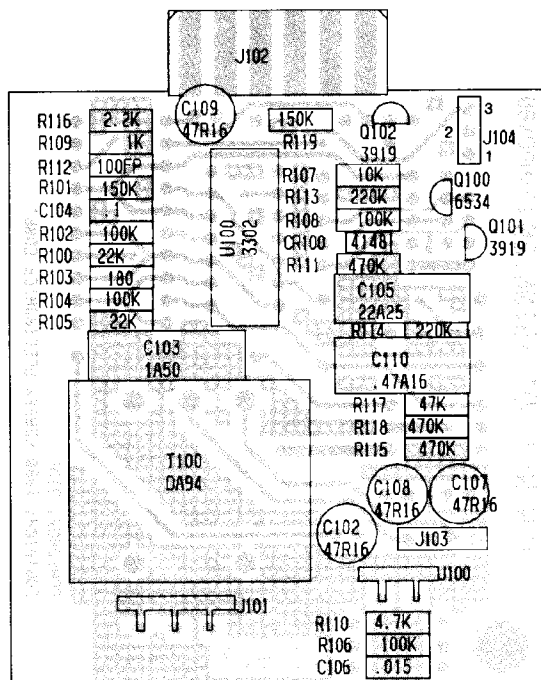 J102
C109
47R16
150K
R119
Q102
3919
3
2
1
J104
R116 2.2K
R109 1K
R112 100FP
R101 150K
C104 1
R102 100K
R100 22K
R103 180
R104 100K
R105 22K
U100
3302
R107 10K
R113 220K
R108 100K
CR100 4148
R111 470K
Q100
6534
Q101
3919
C105
22A25
R114 220K
C103
1A50
C110
.47A16
R117 47K
R118 470K
R115 470K
T100
DA94
C108
47R16
C107
47R16
C102
47R16
J103
J100
J101
R110 4.7K
R106 100K
C106 .015